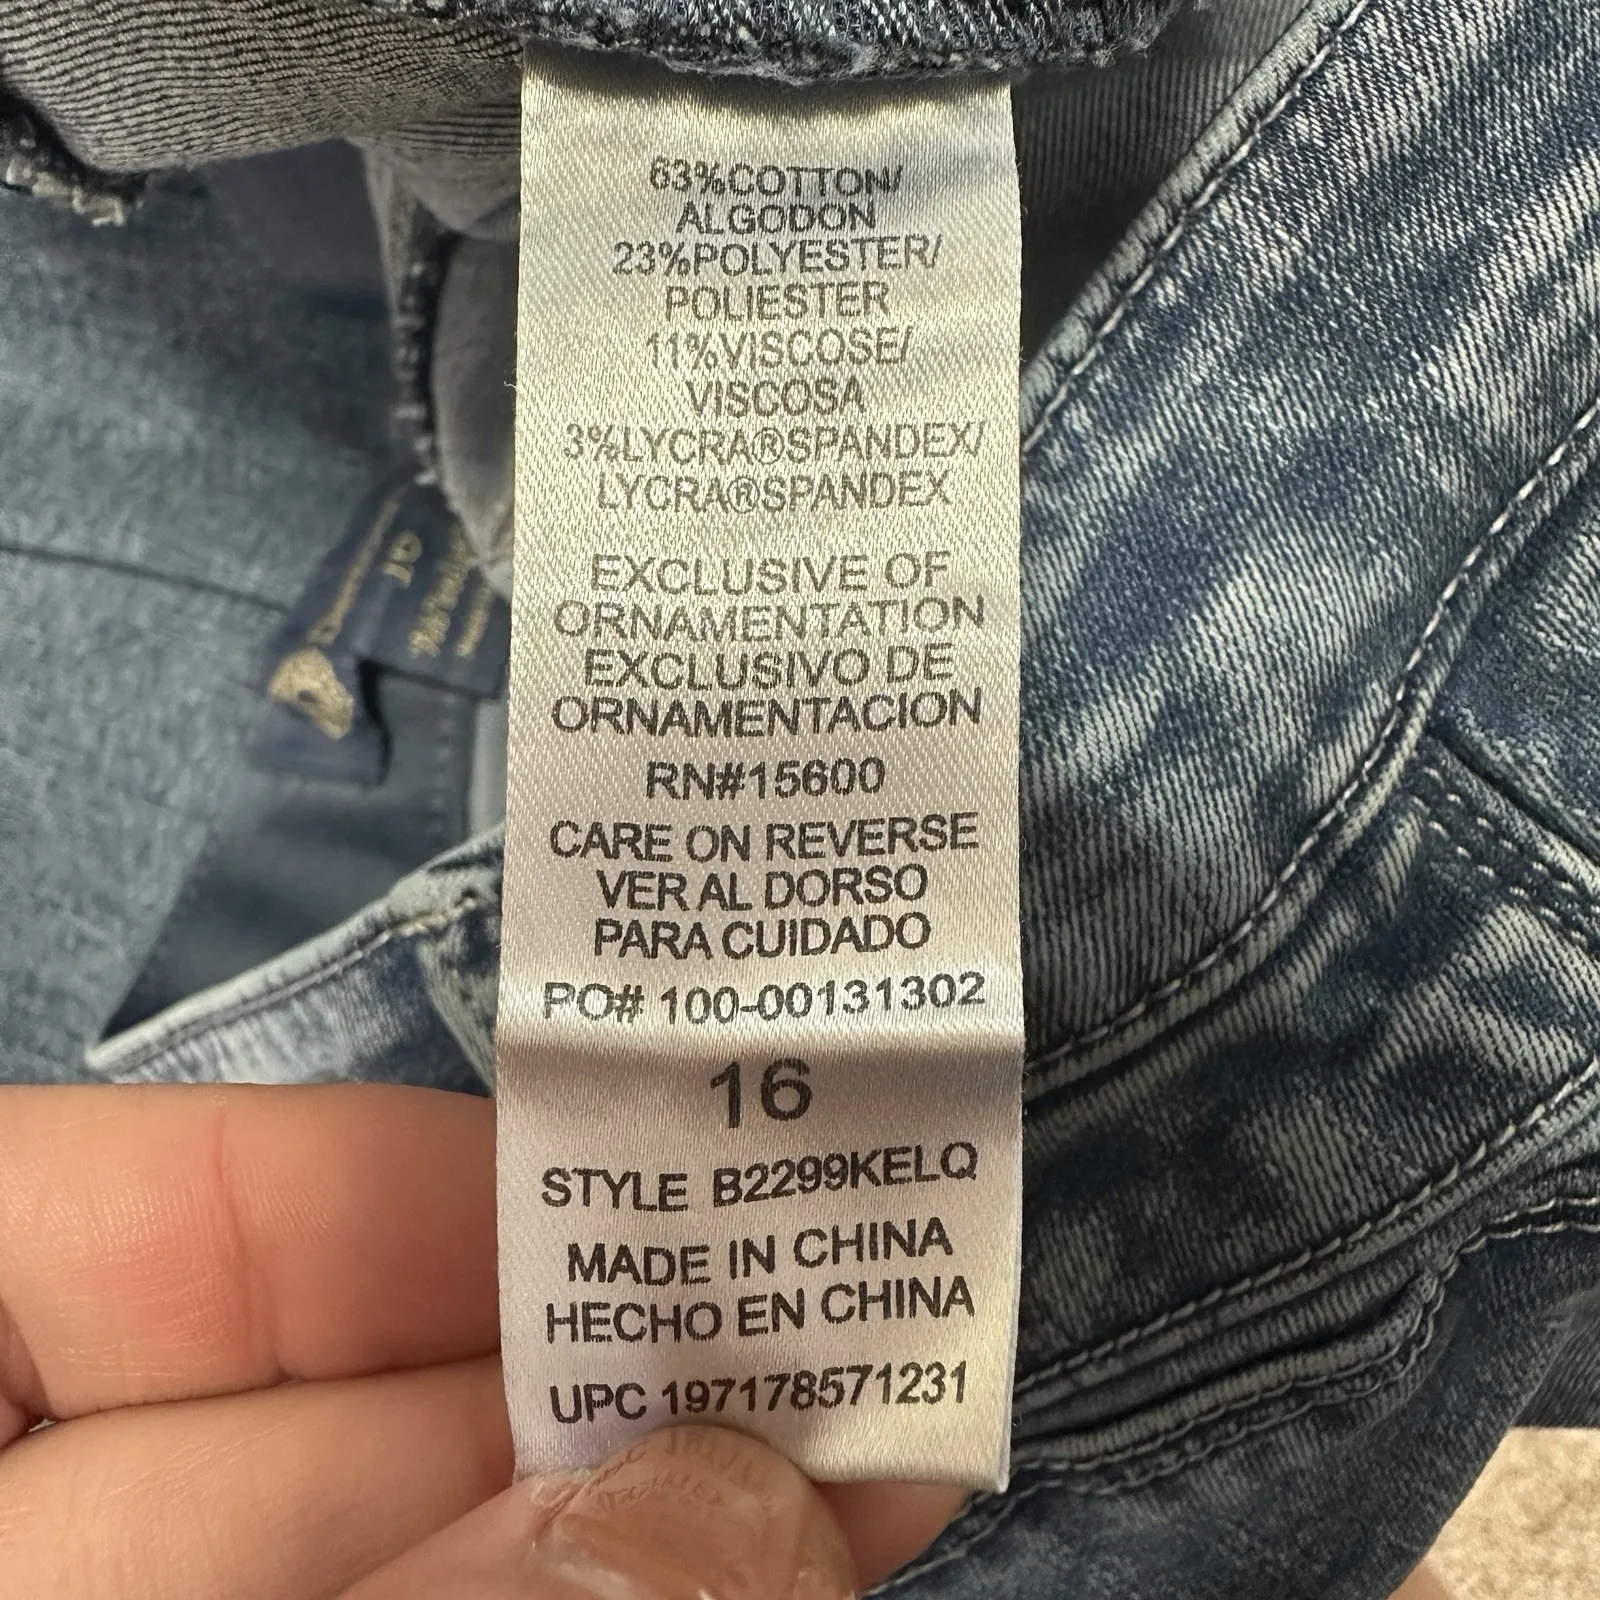 63%COTTON/
ALGODON
23%POLYESTER/
POLIESTER
11%VISCOSE/
VISCOSA
3%LYCRA®SPANDEX/
LYCRA®SPANDEX
EXCLUSIVE OF
ORNAMENTATION
EXCLUSIVO DE
ORNAMENTACION
RN#15600
CARE ON REVERSE
VER AL DORSO
PARA CUIDADO
PO# 100-00131302
16
STYLE B2299KELQ
MADE IN CHINA
HECHO EN CHINA
UPC 197178571231